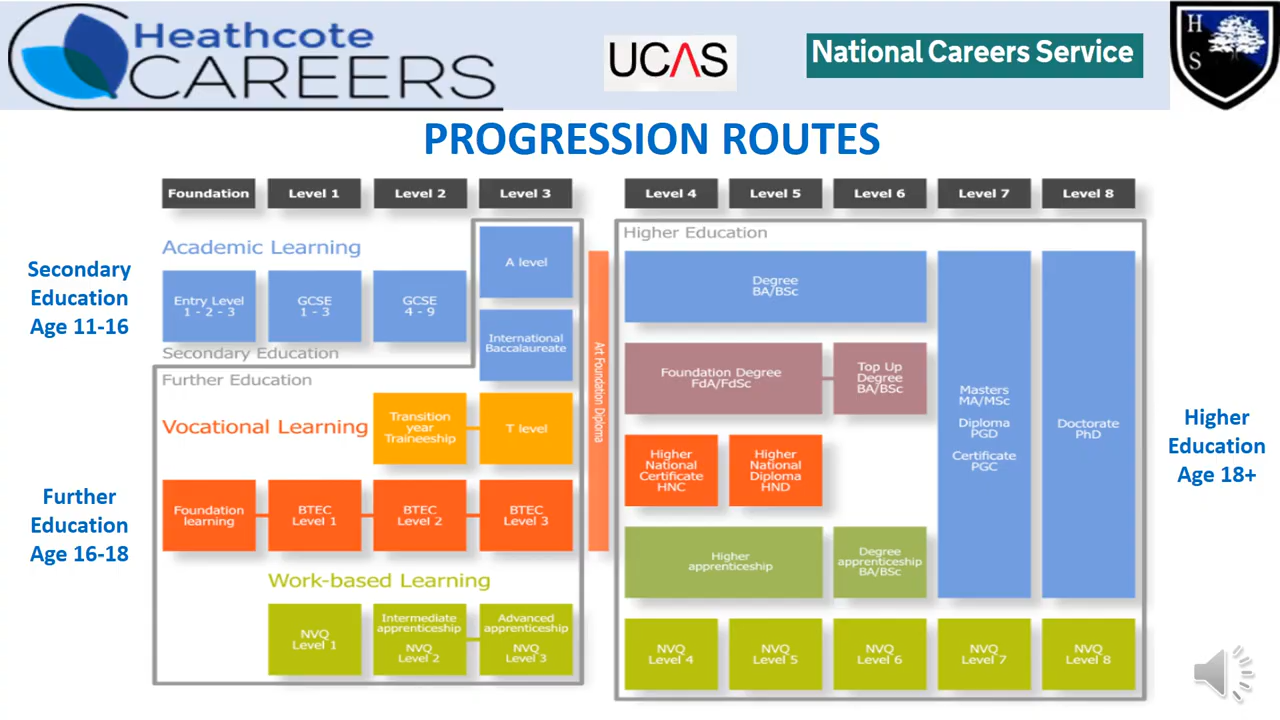 Heathcote
CAREERS
UCAS
National Careers Service
H
S
PROGRESSION ROUTES
Foundation
Level 1
Level 2
Level 3
Level 4
Level 5
Level 6
Level 7
Level 8
Secondary
Education
Age 11-16
Academic Learning
Entry Level
1 - 2 - 3
GCSE
1 - 3
GCSE
4 - 9
Secondary Education
A level
International
Baccalaureate
Further Education
Vocational Learning
Transition
year
Traineeship
T level
Further
Education
Age 16-18
Foundation
learning
BTEC
Level 1
BTEC
Level 2
BTEC
Level 3
Work-based Learning
NVQ
Level 1
Intermediate
apprenticeship
NVQ
Level 2
Advanced
apprenticeship
NVQ
Level 3
Art Foundation Diploma
Higher Education
Degree
BA/BSc
Foundation Degree
FdA/FdSc
Top Up
Degree
BA/BSc
Higher
National
Certificate
HNC
Higher
National
Diploma
HND
Higher
apprenticeship
Degree
apprenticeship
BA/BSc
Masters
MA/MSc
Diploma
PGD
Certificate
PGC
Doctorate
PhD
NVQ
Level 4
NVQ
Level 5
NVQ
Level 6
NVQ
Level 7
NVQ
Level 8
Higher
Education
Age 18+